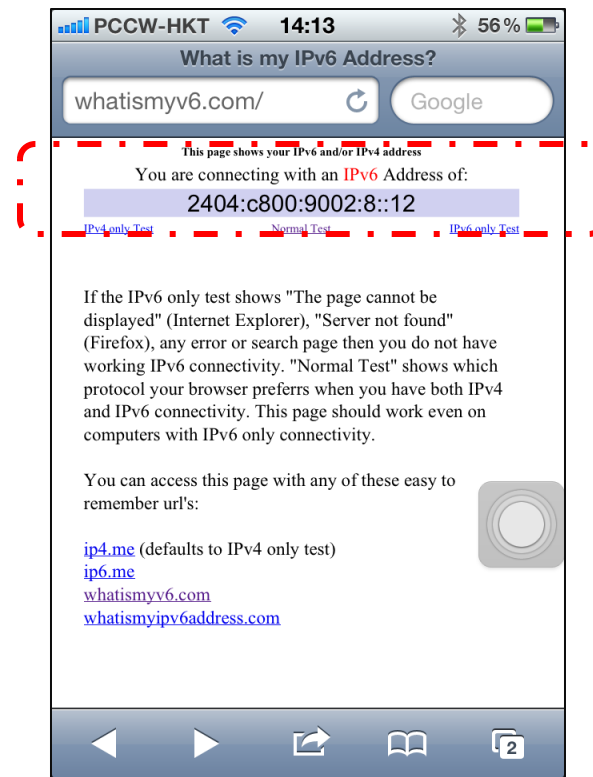 PCCW-HKT 14:13 56%
What is my IPv6 Address?
whatismyv6.com/ Google
This page shows your IPv6 and/or IPv4 address
You are connecting with an IPv6 Address of:
2404:c800:9002:8::12
IPv4 only Test Normal Test IPv6 only Test
If the IPv6 only test shows "The page cannot be
displayed" (Internet Explorer), "Server not found"
(Firefox), any error or search page then you do not have
working IPv6 connectivity. "Normal Test" shows which
protocol your browser preferrs when you have both IPv4
and IPv6 connectivity. This page should work even on
computers with IPv6 only connectivity.
You can access this page with any of these easy to
remember url's:
ip4.me (defaults to IPv4 only test)
ip6.me
whatismyv6.com
whatismyipv6address.com
2